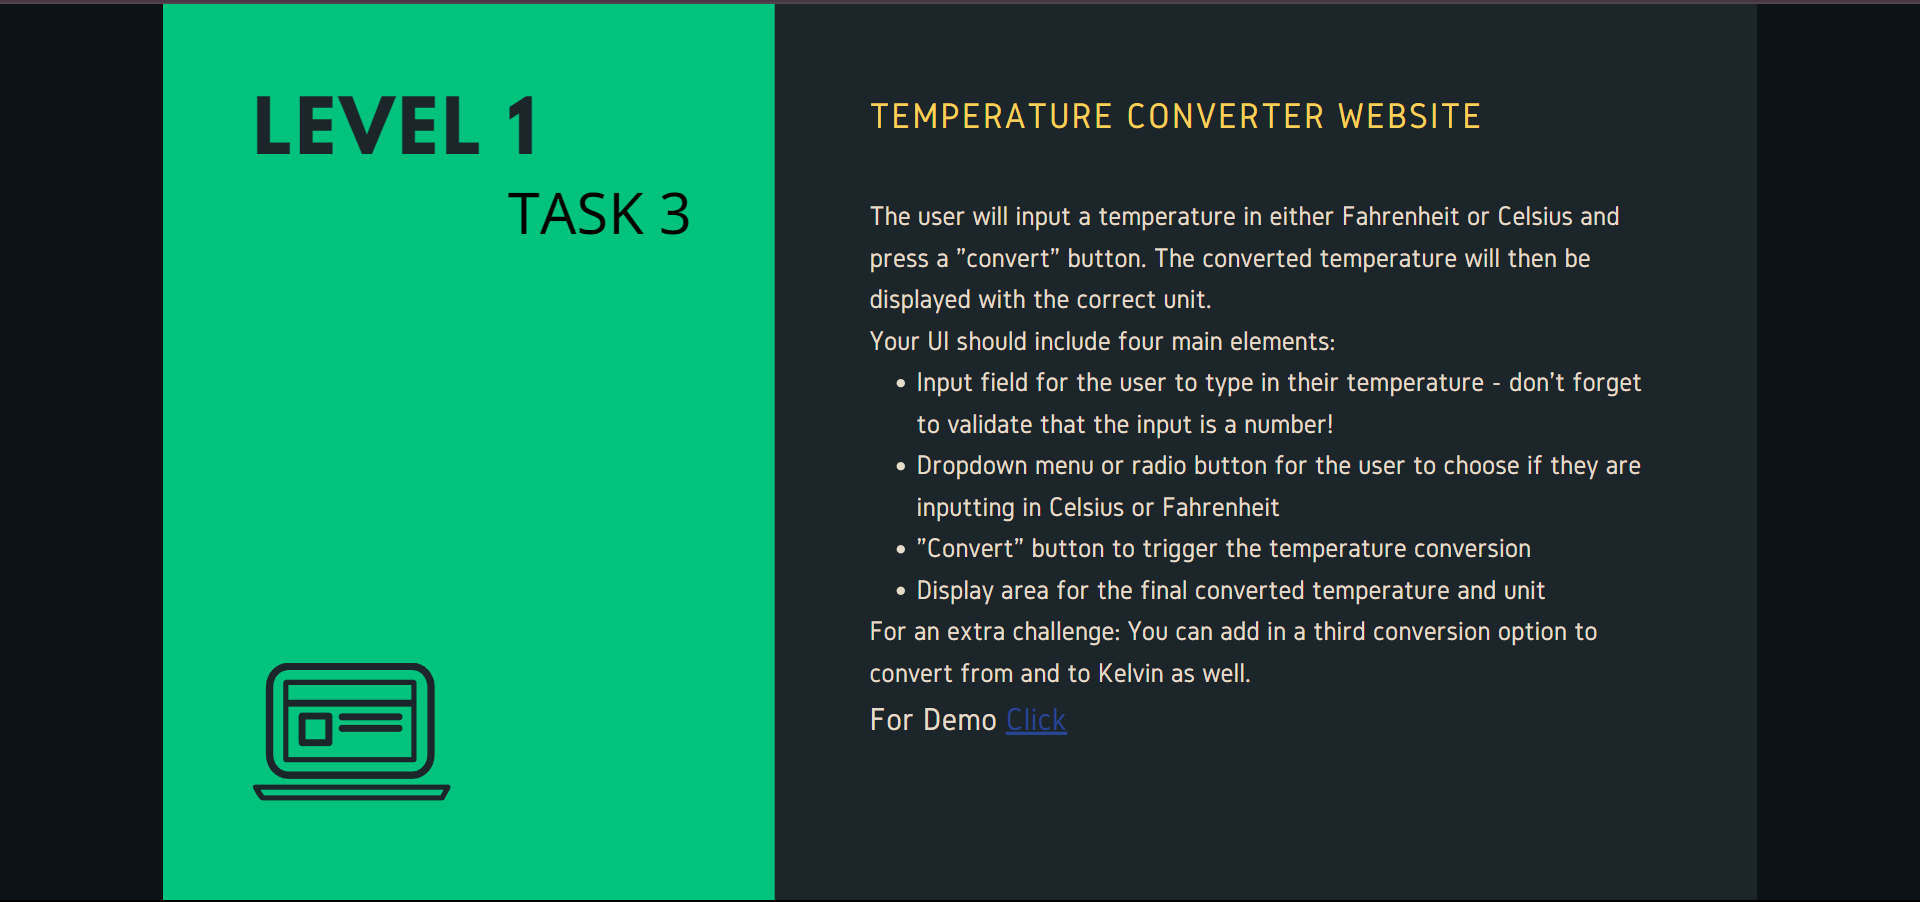 LEVEL 1
TASK 3
TEMPERATURE CONVERTER WEBSITE
The user will input a temperature in either Fahrenheit or Celsius and
press a ”convert” button. The converted temperature will then be
displayed with the correct unit.
Your UI should include four main elements:
• Input field for the user to type in their temperature - don’t forget
to validate that the input is a number!
• Dropdown menu or radio button for the user to choose if they are
inputting in Celsius or Fahrenheit
• ”Convert” button to trigger the temperature conversion
• Display area for the final converted temperature and unit
For an extra challenge: You can add in a third conversion option to
convert from and to Kelvin as well.
For Demo Click